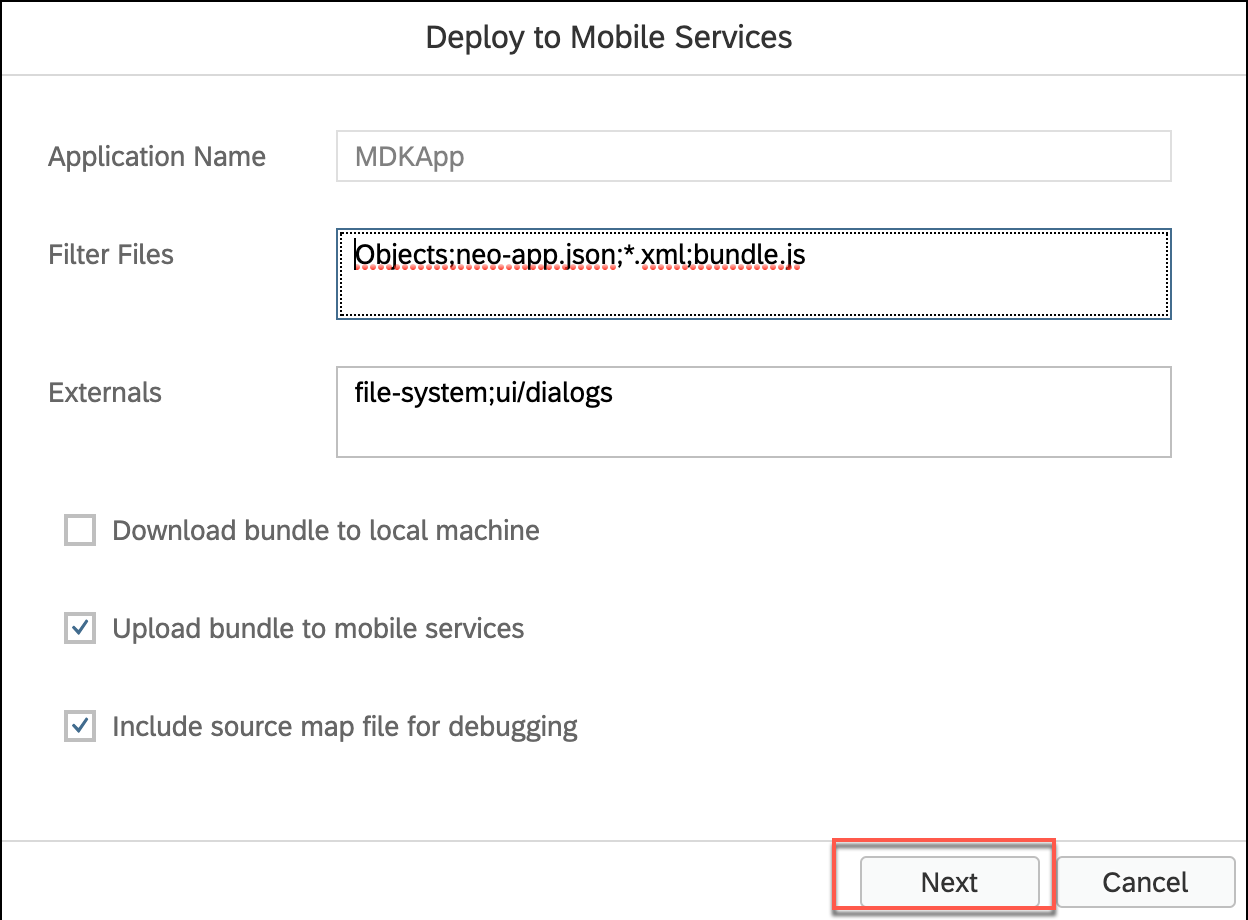 Deploy to Mobile Services
Application Name MDKApp
Filter Files Objects;neo-app.json;*.xml;bundle.js
Externals file-system;ui/dialogs
Download bundle to local machine
Upload bundle to mobile services
Include source map file for debugging
Next Cancel